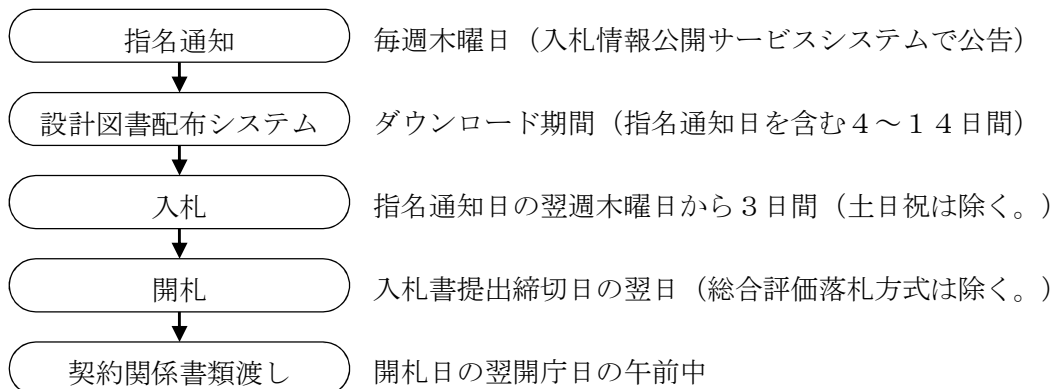 指名通知 毎週木曜日（入札情報公開サービスシステムで公告）
設計図書配布システム ダウンロード期間（指名通知日を含む４～１４日間）
入札 指名通知日の翌週木曜日から３日間（土日祝は除く。）
開札 入札書提出締切日の翌日（総合評価落札方式は除く。）
契約関係書類渡し 開札日の翌開庁日の午前中